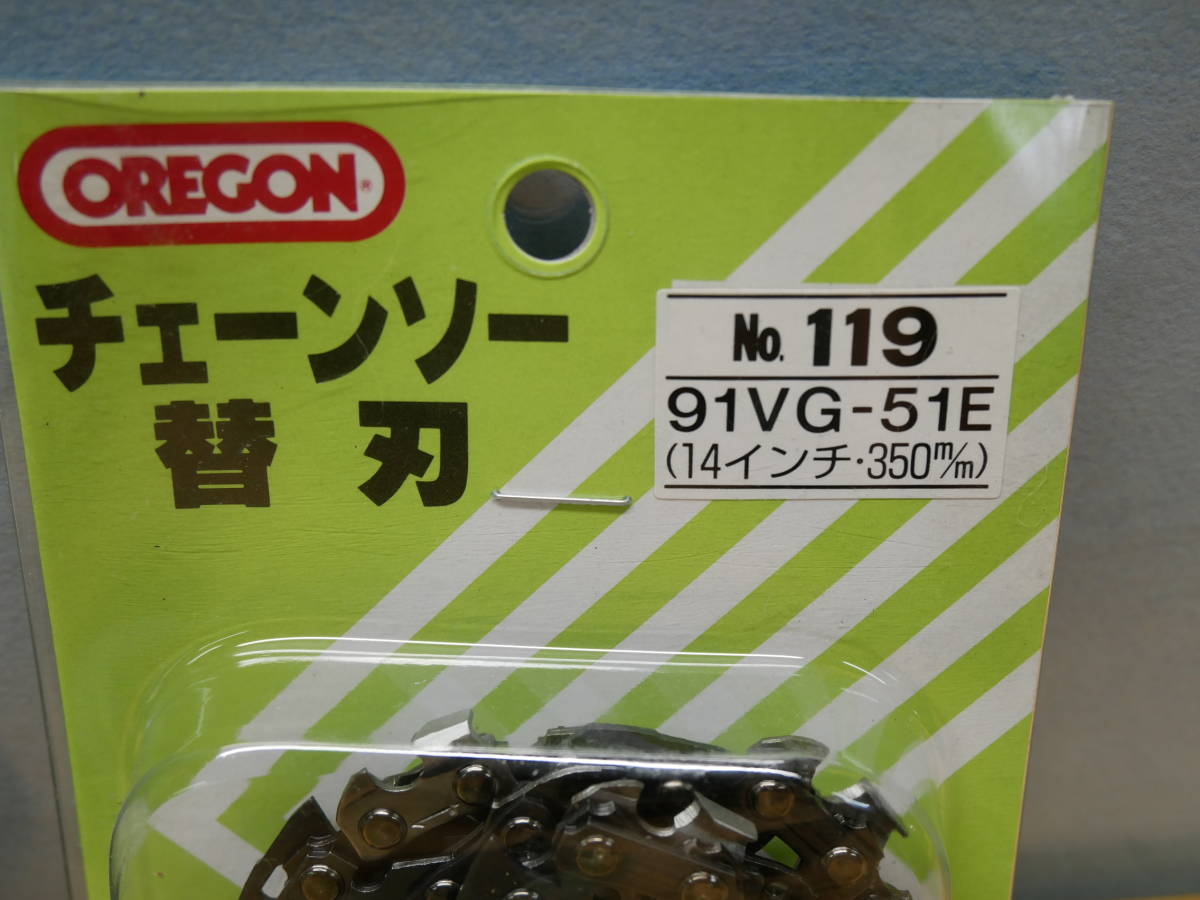 OREGON®
チェーンソー
替刃
No. 119
91VG-51E
(14インチ・350m/m)